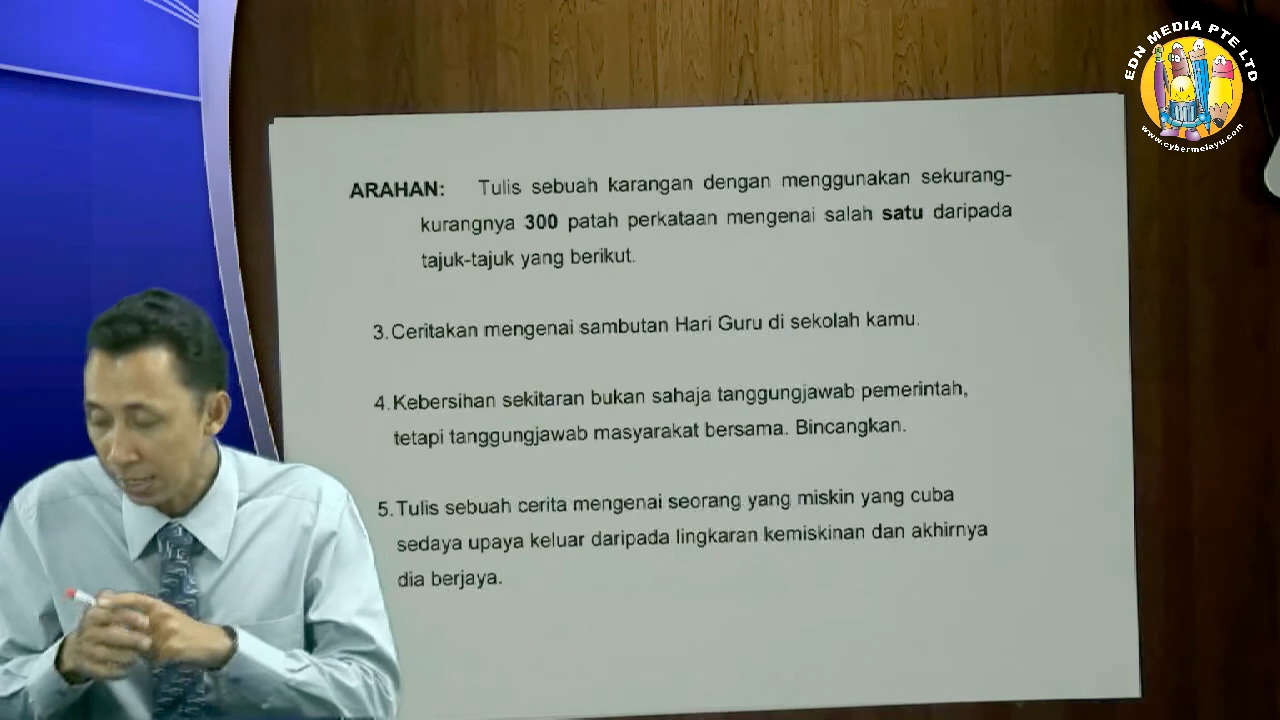 EDN MEDIA PTE LTD
www.cybermelayu.com
ARAHAN: Tulis sebuah karangan dengan menggunakan sekurang-
kurangnya 300 patah perkataan mengenai salah satu daripada
tajuk-tajuk yang berikut.
3. Ceritakan mengenai sambutan Hari Guru di sekolah kamu.
4. Kebersihan sekitaran bukan sahaja tanggungjawab pemerintah,
tetapi tanggungjawab masyarakat bersama. Bincangkan.
5. Tulis sebuah cerita mengenai seorang yang miskin yang cuba
sedaya upaya keluar daripada lingkaran kemiskinan dan akhirnya
dia berjaya.